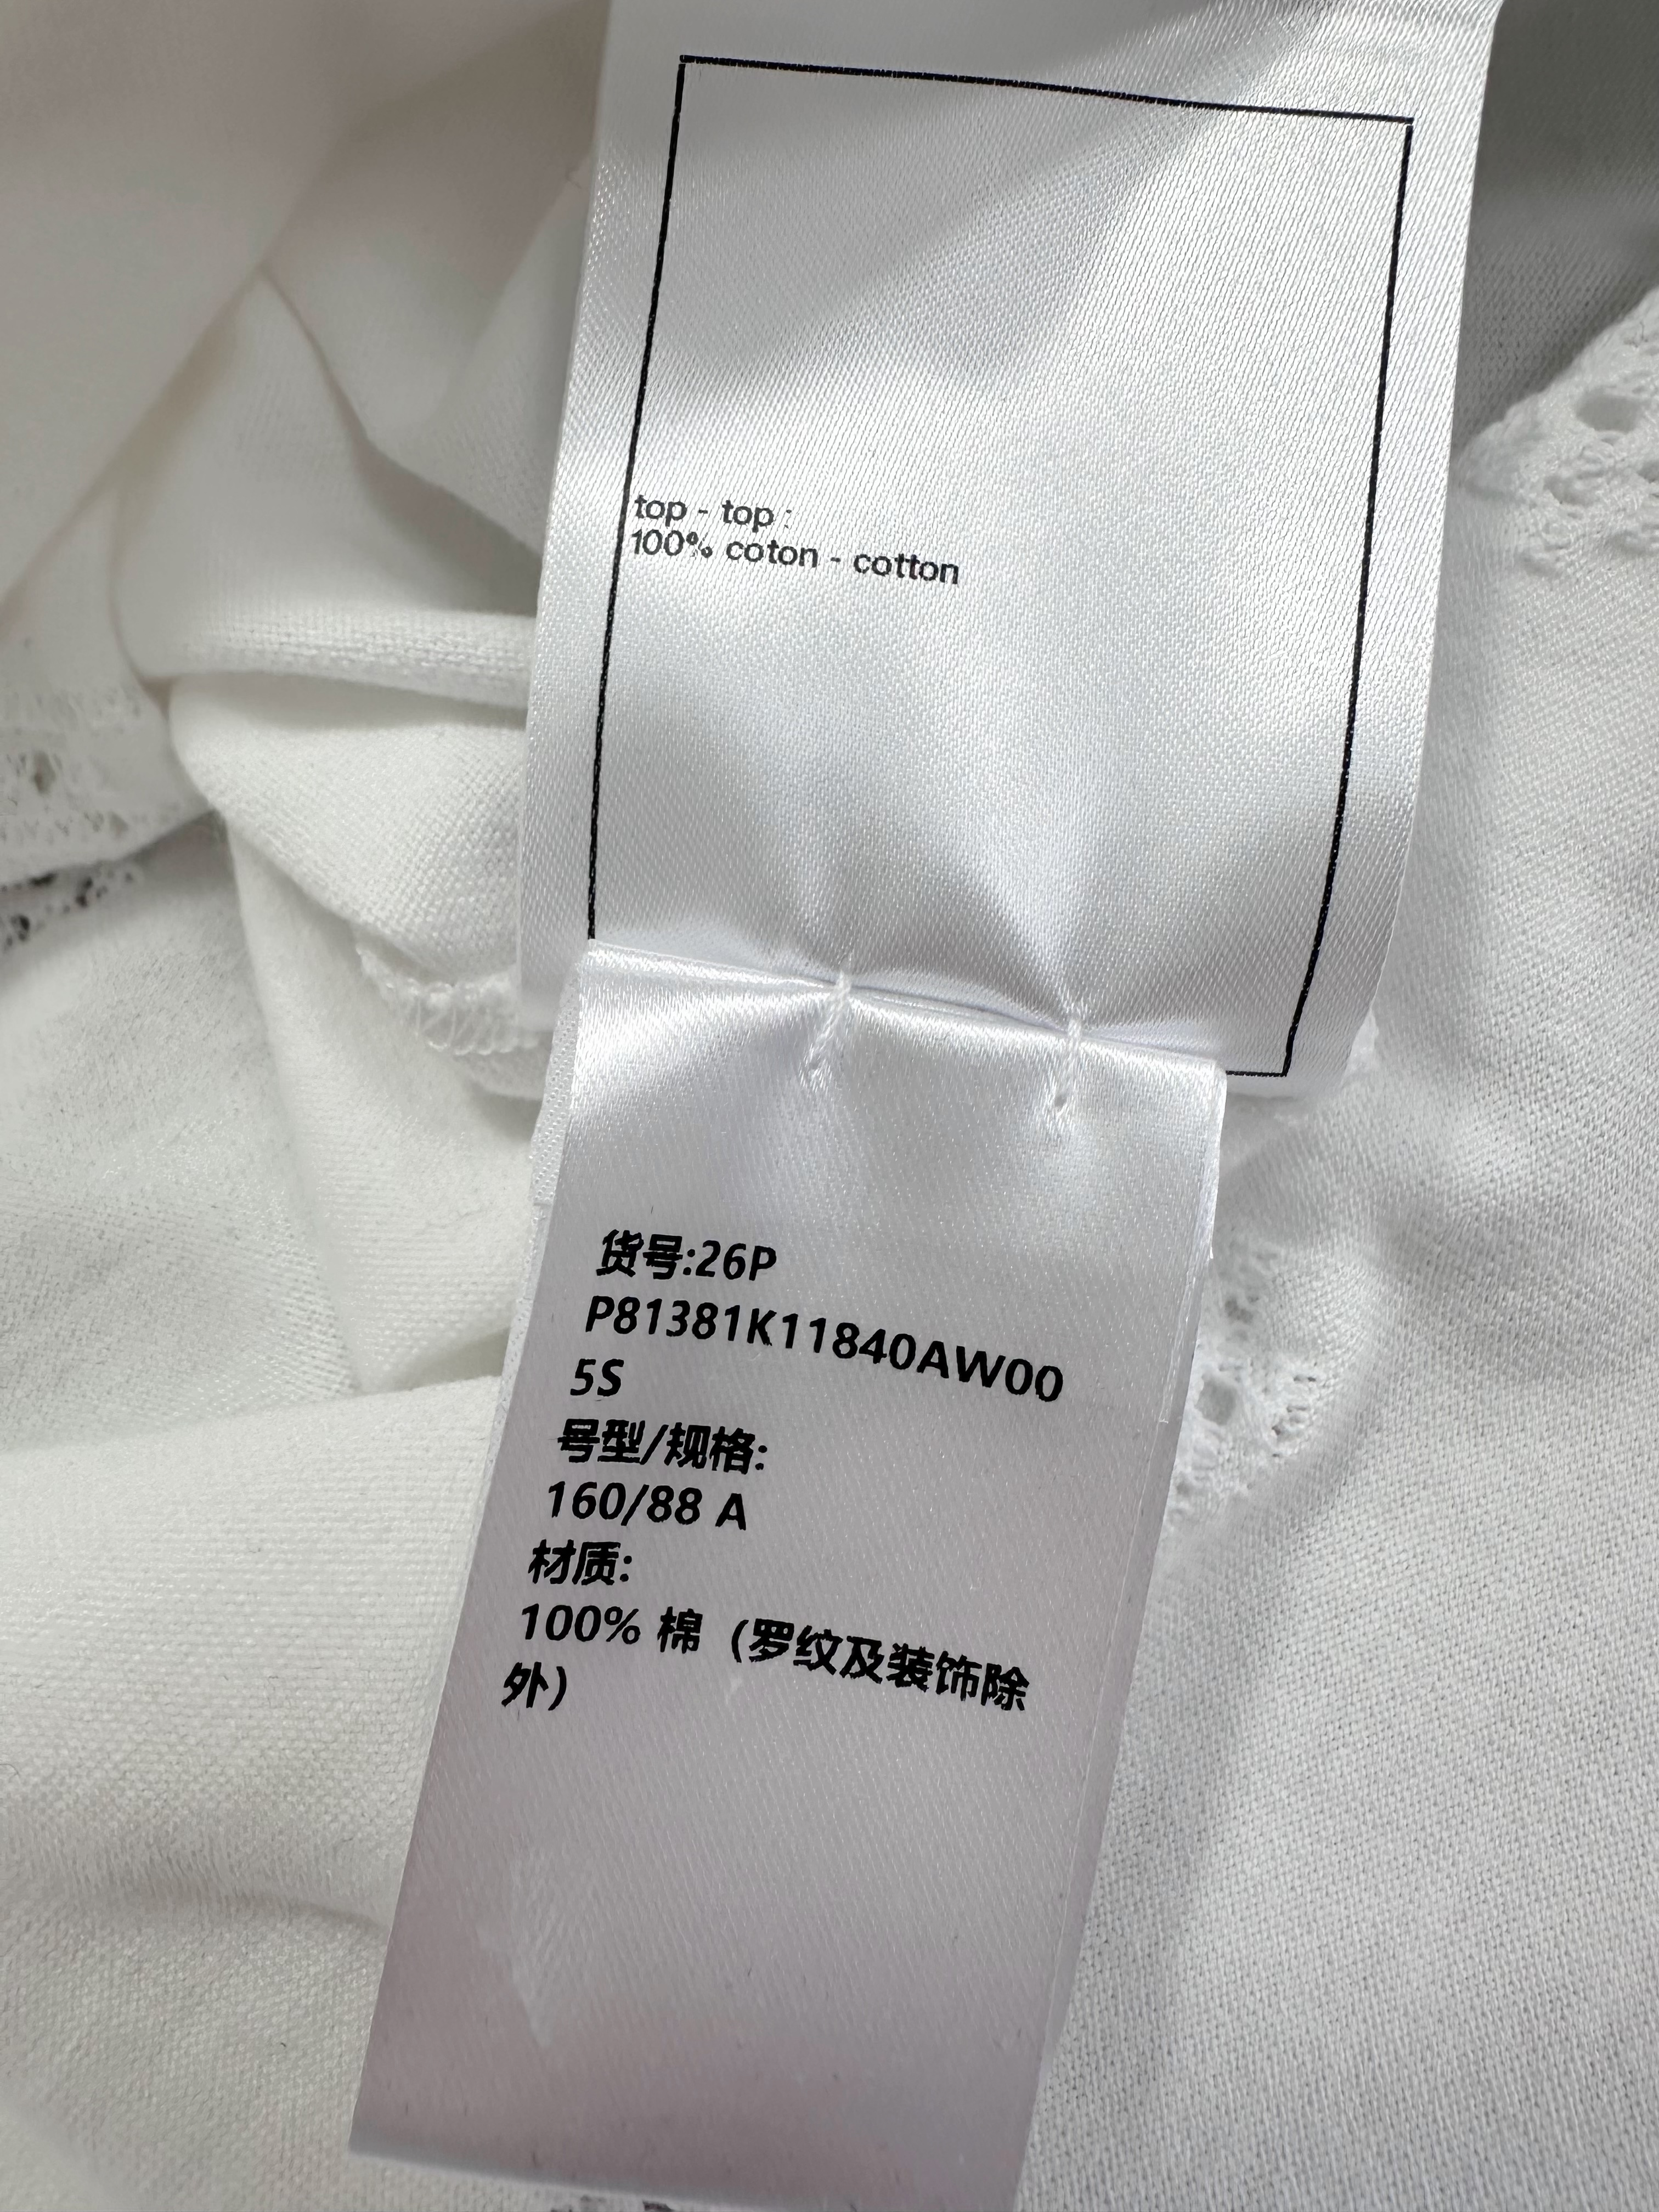 top - top :
100% coton - cotton
货号:26P
P81381K11840AW00
5S
号型/规格:
160/88 A
材质:
100% 棉（罗纹及装饰除
外）